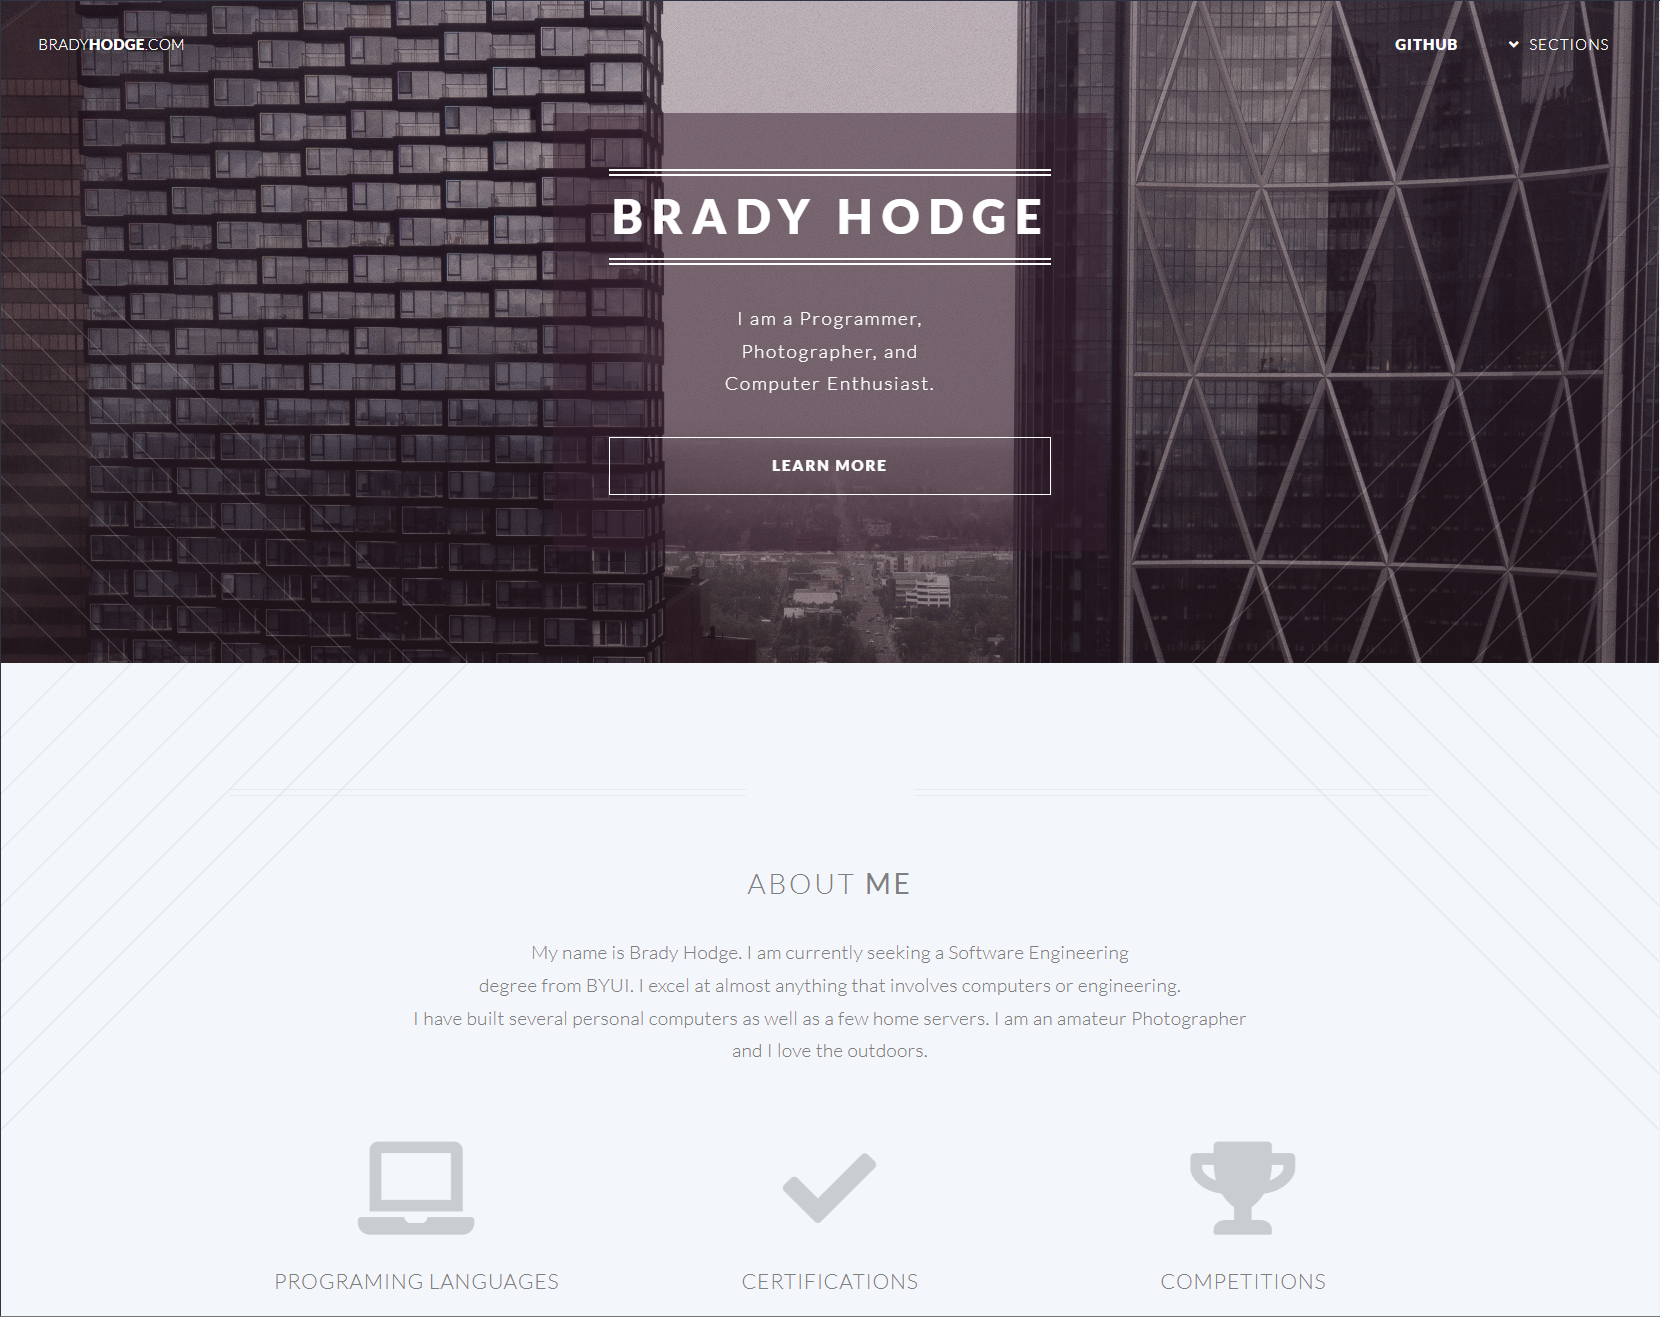 BRADYHODGE.COM
GITHUB
SECTIONS
BRADY HODGE
I am a Programmer,
Photographer, and
Computer Enthusiast.
LEARN MORE
ABOUT ME
My name is Brady Hodge. I am currently seeking a Software Engineering
degree from BYUI. I excel at almost anything that involves computers or engineering.
I have built several personal computers as well as a few home servers. I am an amateur Photographer
and I love the outdoors.
PROGRAMING LANGUAGES
CERTIFICATIONS
COMPETITIONS